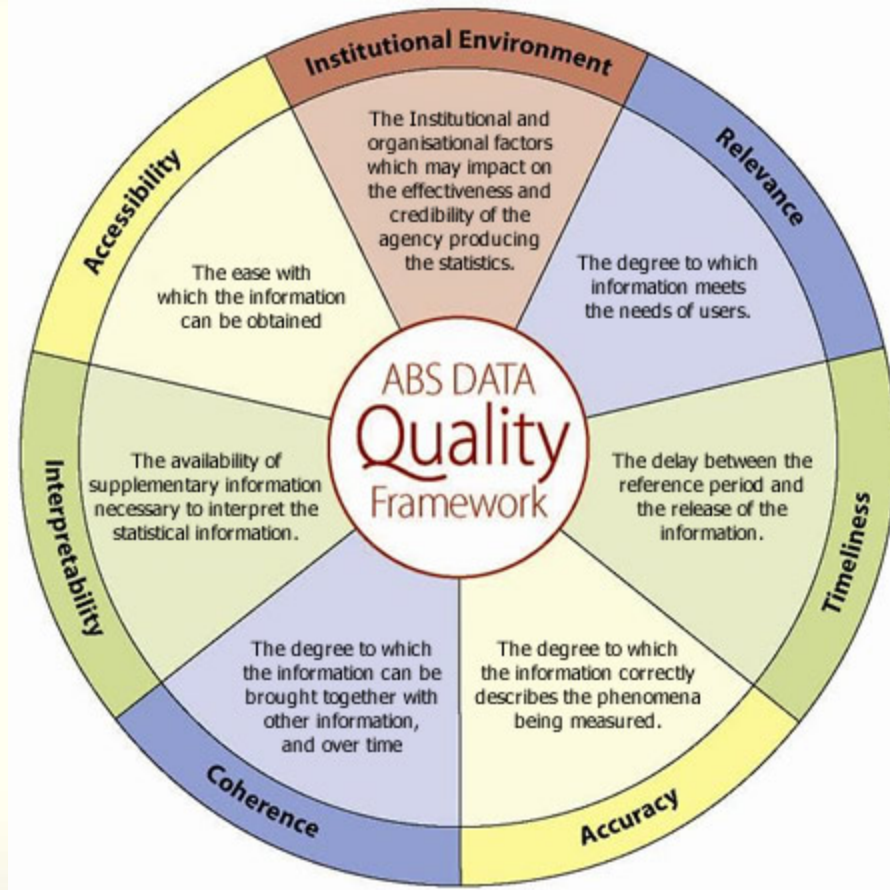 Institutional Environment
The Institutional and
organisational factors
which may impact on
the effectiveness and
credibility of the
agency producing
the statistics.
Relevance
The degree to which
information meets
the needs of users.
Timeliness
The delay between the
reference period and
the release of the
information.
Accuracy
The degree to which
the information correctly
describes the phenomena
being measured.
Coherence
The degree to which
the information can be
brought together with
other information,
and over time
Interpretability
The availability of
supplementary information
necessary to interpret the
statistical information.
Accessibility
The ease with
which the information
can be obtained
ABS DATA
Quality
Framework